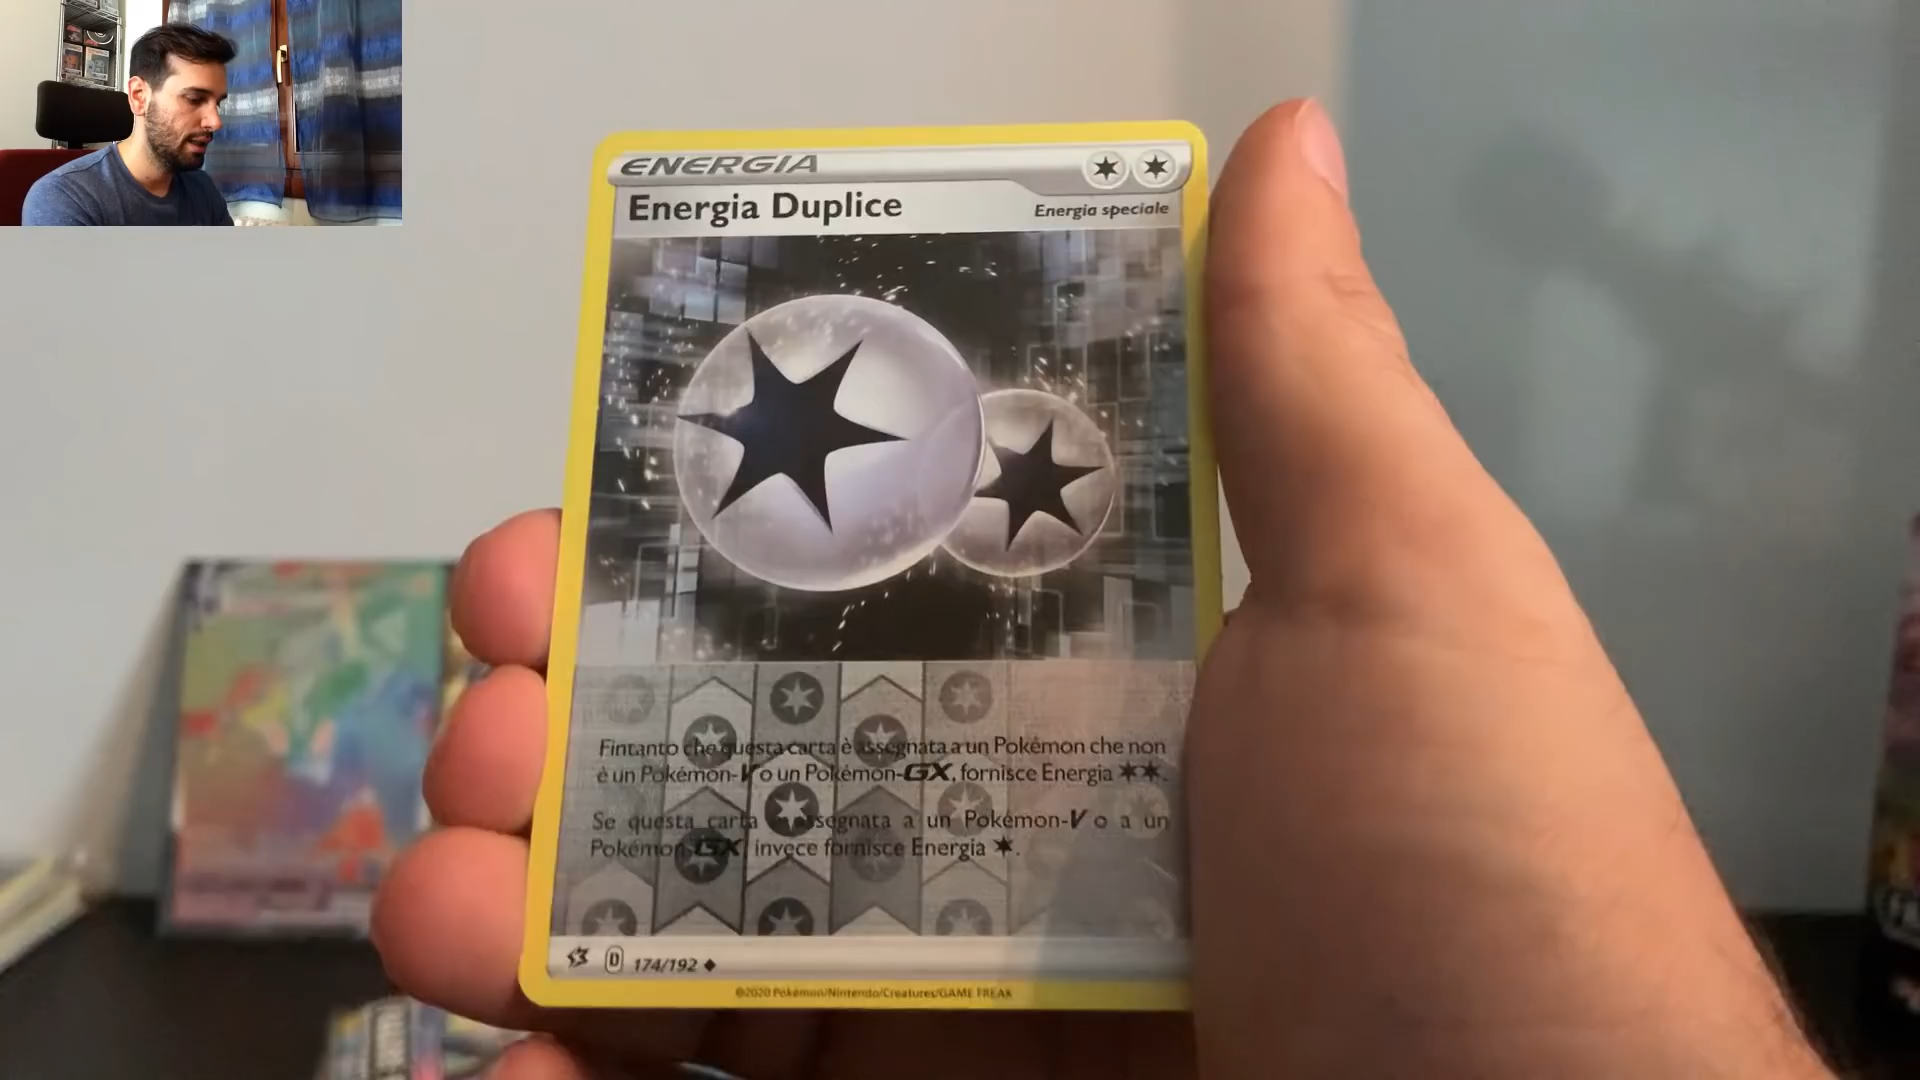 ENERGIA
Energia Duplice
Energia speciale
Fintanto che questa carta è assegnata a un Pokémon che non
è un Pokémon-V o un Pokémon-GX, fornisce Energia.
Se questa carta è assegnata a un Pokémon-V o a un
Pokémon-GX, invece fornisce Energia.
D 174/192
©2020 Pokémon/Nintendo/Creatures/GAME FREAK